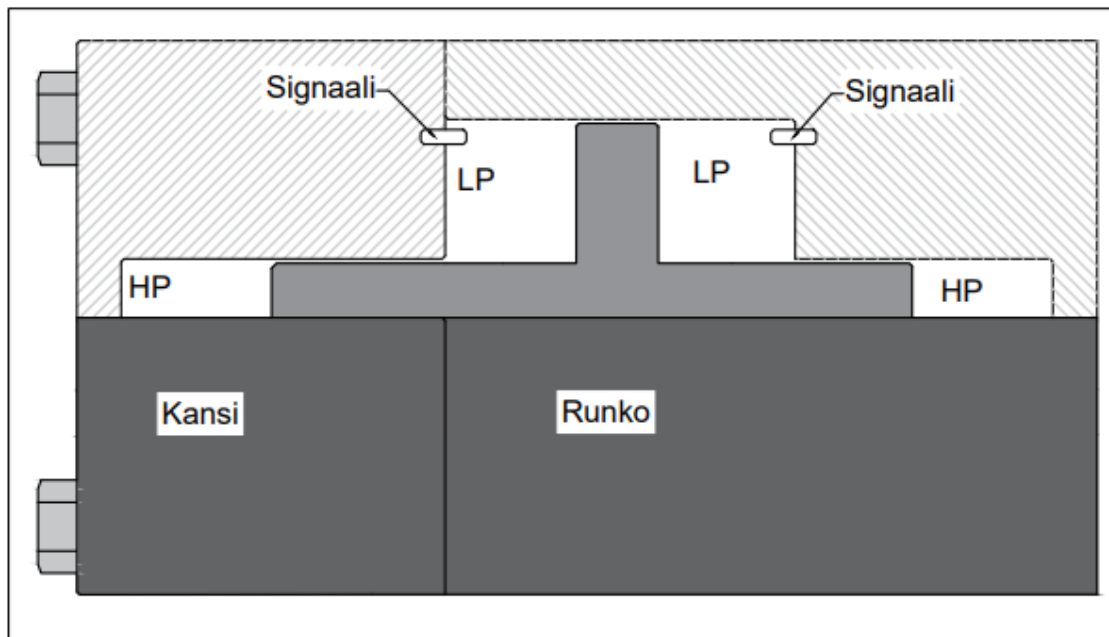 Signaali
Signaali
LP
LP
HP
HP
Kansi
Runko